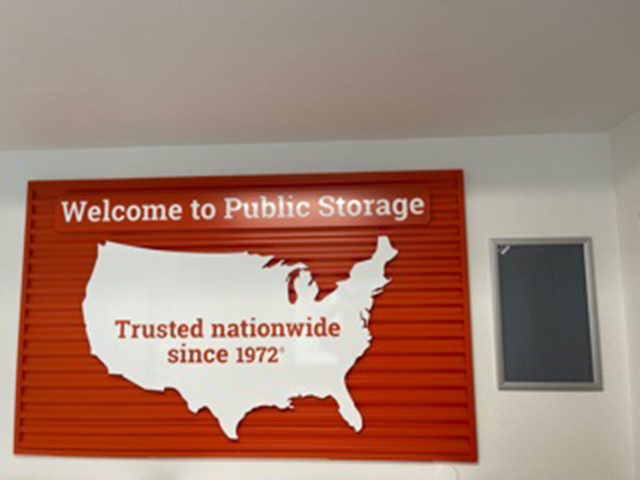 Welcome to Public Storage
Trusted nationwide
since 1972®